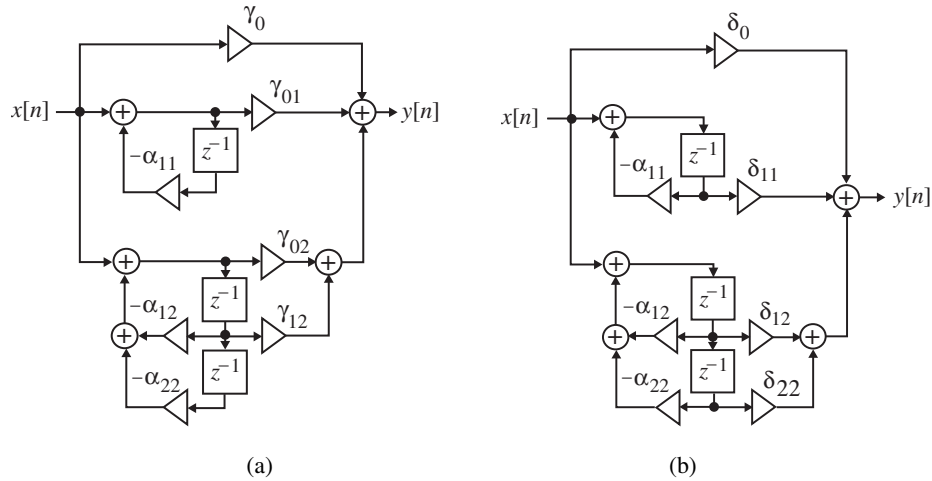 γ₀
γ₀₁
x[n]
y[n]
z⁻¹
−α₁₁
γ₀₂
z⁻¹
−α₁₂
γ₁₂
z⁻¹
−α₂₂
(a)
δ₀
x[n]
z⁻¹
−α₁₁
δ₁₁
y[n]
z⁻¹
−α₁₂
δ₁₂
z⁻¹
−α₂₂
δ22
(b)